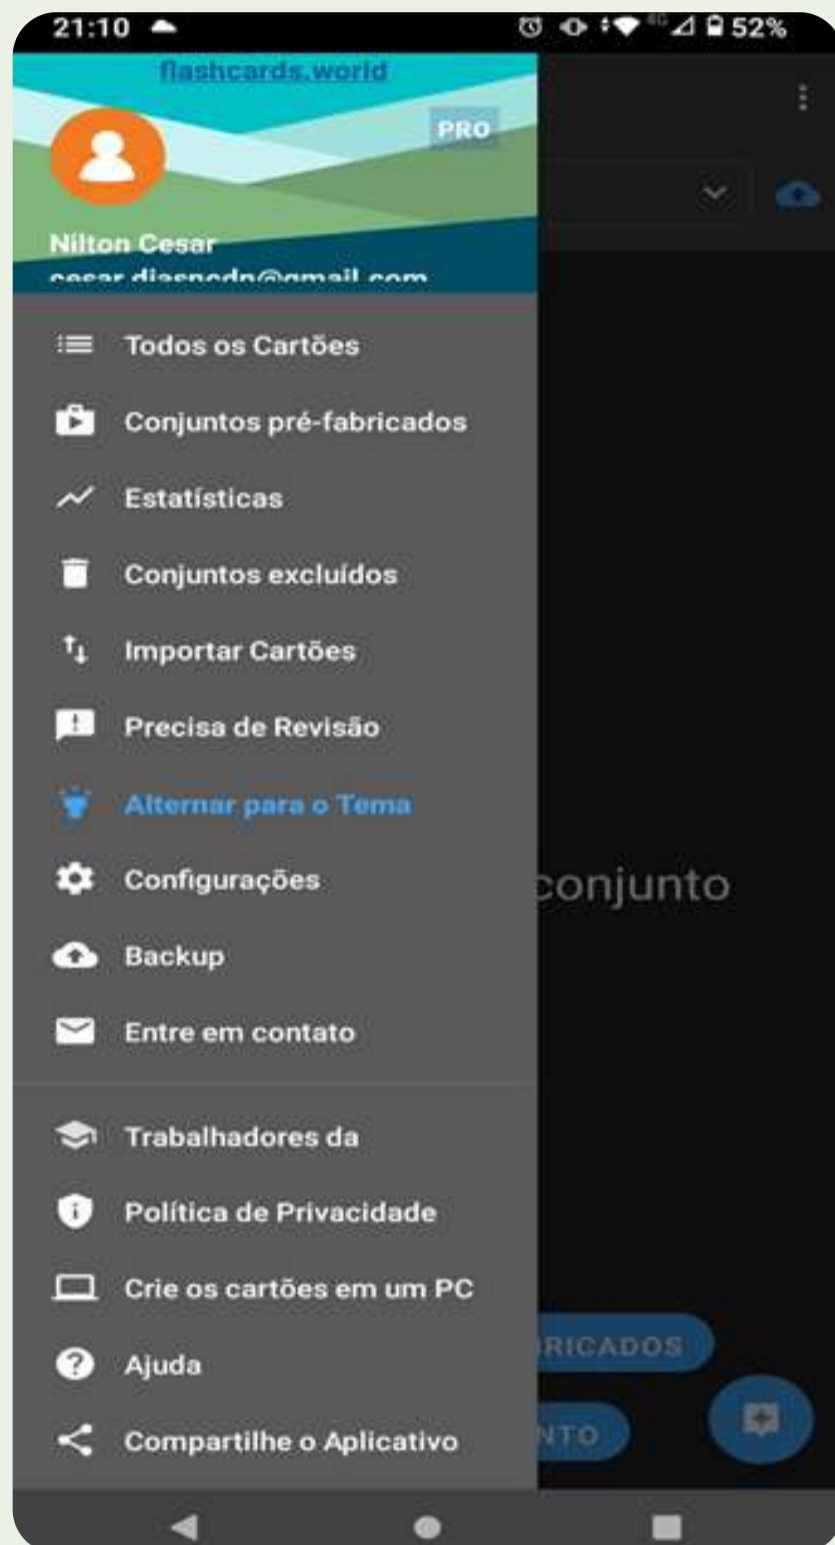 21:10
4G 52%
flashcards.world
PRO
Nilton Cesar
Todos os Cartões
Conjuntos pré-fabricados
Estatísticas
Conjuntos excluídos
Importar Cartões
Precisa de Revisão
Alternar para o Tema
Configurações
conjunto
Backup
Entre em contato
Trabalhadores da
Política de Privacidade
Crie os cartões em um PC
Ajuda
RICADOS
Compartilhe o Aplicativo
NTO